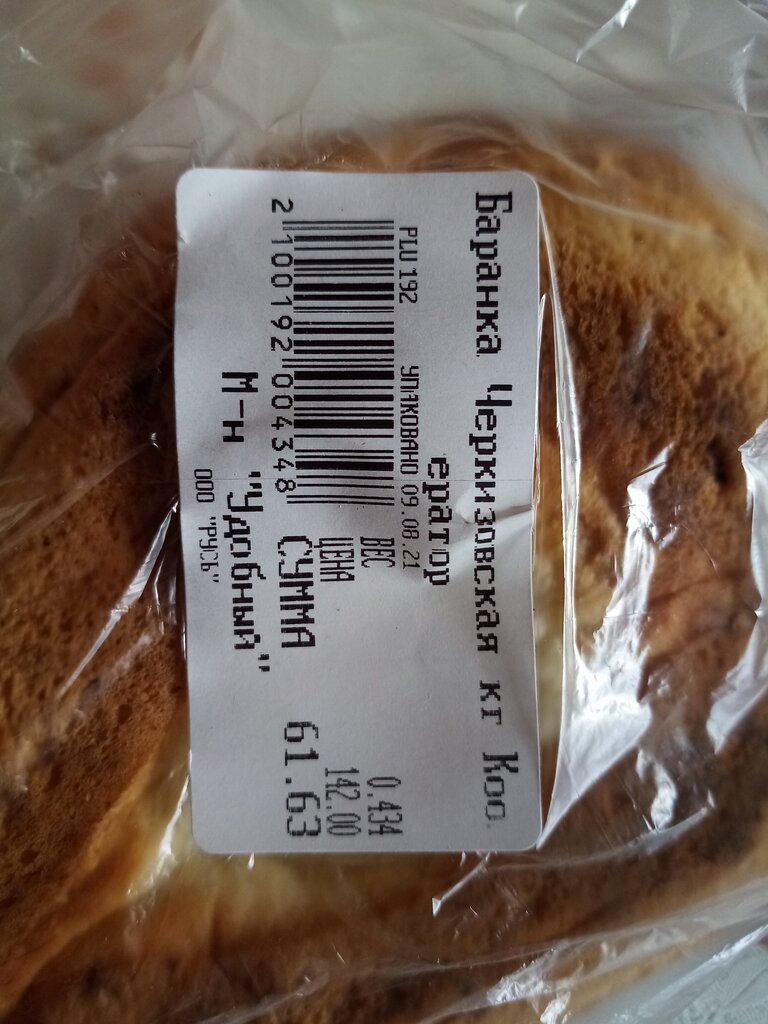 Баранка Черкизовская кг Кооп
ератор
PLU 192 УПАКОВАНО 09.08.21
ВЕС 0.434
ЦЕНА 142.00
СУММА 61.63
2 100192 004348
М-н "Удобный"
ООО "РУСЬ"